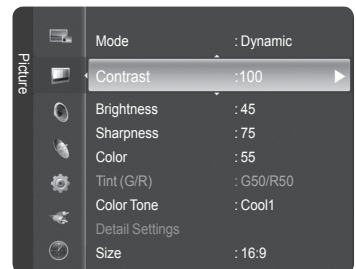 Picture
Mode : Dynamic
Contrast :100
Brightness : 45
Sharpness : 75
Color : 55
Tint (G/R) : G50/R50
Color Tone : Cool1
Detail Settings
Size : 16:9